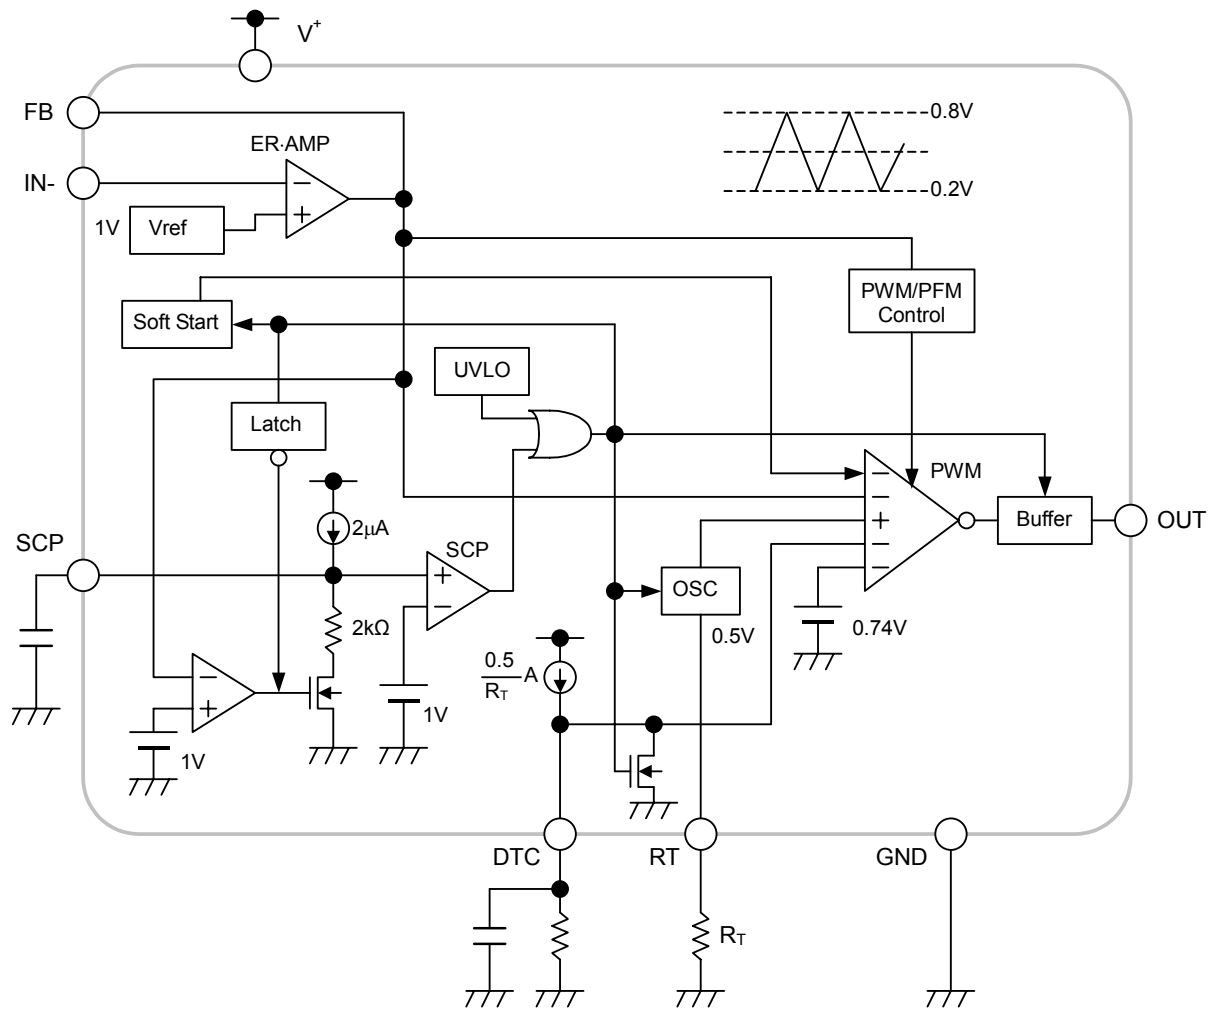 V+
FB
ER·AMP
0.8V
IN-
0.2V
1V
Vref
PWM/PFM
Control
Soft Start
UVLO
Latch
PWM
2μA
Buffer
OUT
SCP
SCP
OSC
2kΩ
0.5V
0.74V
0.5
RT
A
1V
1V
DTC
RT
GND
RT